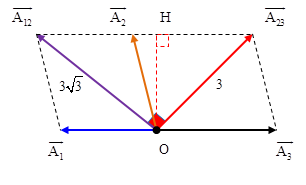 A₁₂ A₂ H A₂₃
3√3 3
A₁ O A₃